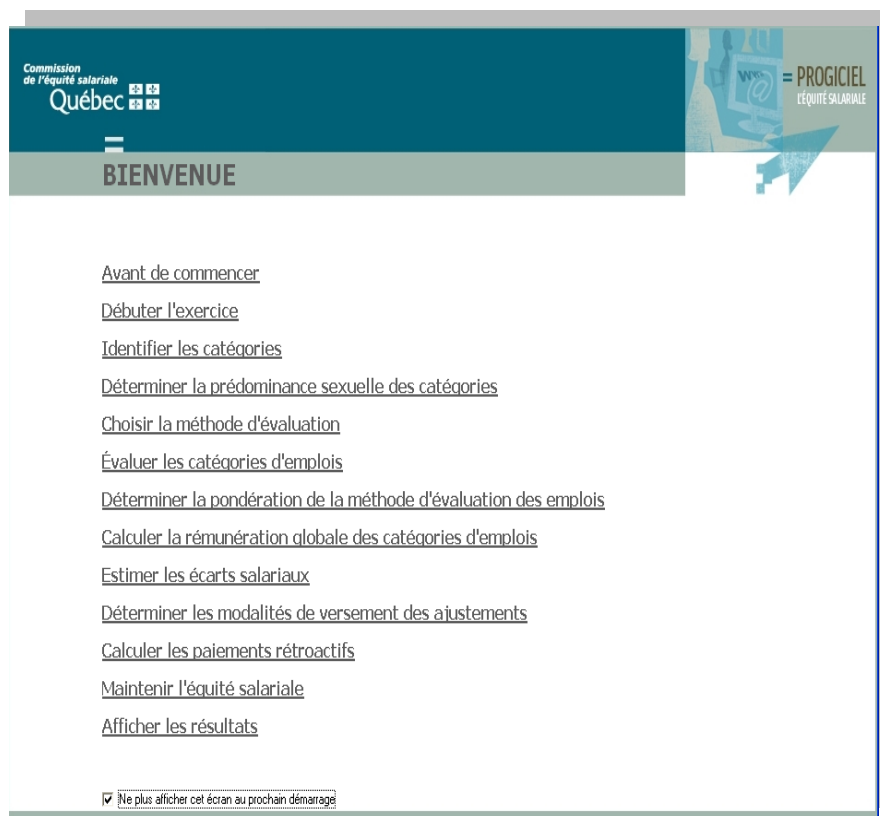 Commission
de l'équité salariale
Québec
www
@
= PROGICIEL
L'ÉQUITÉ SALARIALE
BIENVENUE
Avant de commencer
Débuter l'exercice
Identifier les catégories
Déterminer la prédominance sexuelle des catégories
Choisir la méthode d'évaluation
Évaluer les catégories d'emplois
Déterminer la pondération de la méthode d'évaluation des emplois
Calculer la rémunération globale des catégories d'emplois
Estimer les écarts salariaux
Déterminer les modalités de versement des ajustements
Calculer les paiements rétroactifs
Maintenir l'équité salariale
Afficher les résultats
Ne plus afficher cet écran au prochain démarrage